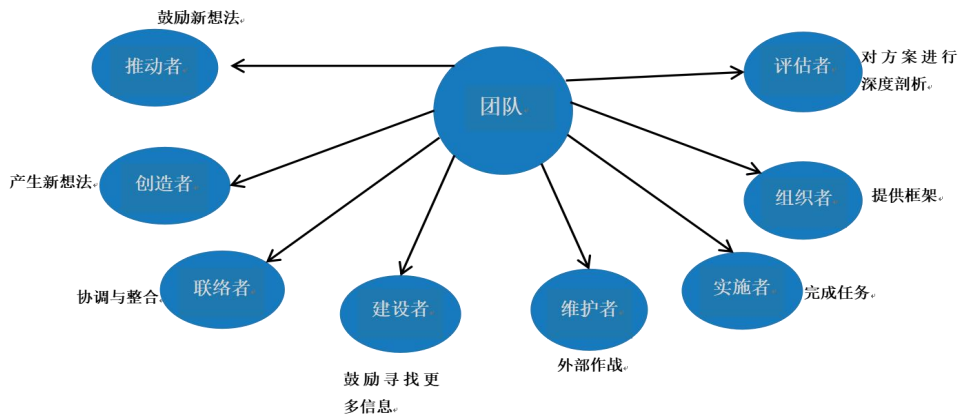 鼓励新想法
推动者
团队
评估者
对方案进行
深度剖析
产生新想法
创造者
组织者
提供框架
协调与整合
联络者
建设者
维护者
实施者
完成任务
外部作战
鼓励寻找更
多信息